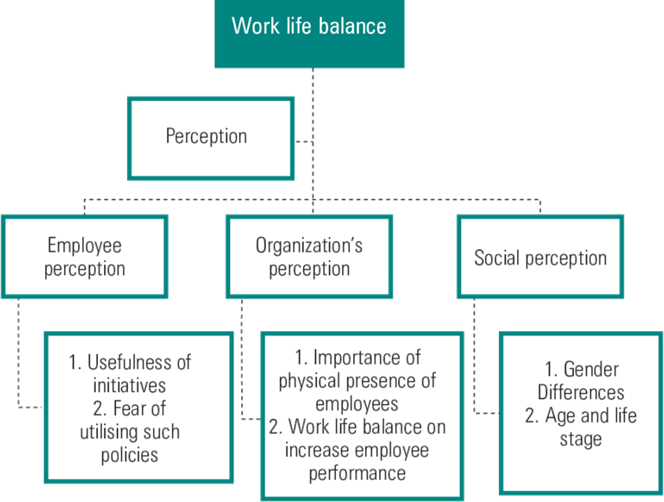 Work life balance
Perception
Employee
perception
Organization's
perception
Social perception
1. Usefulness of
initiatives
2. Fear of
utilising such
policies
1. Importance of
physical presence of
employees
2. Work life balance on
increase employee
performance
1. Gender
Differences
2. Age and life
stage